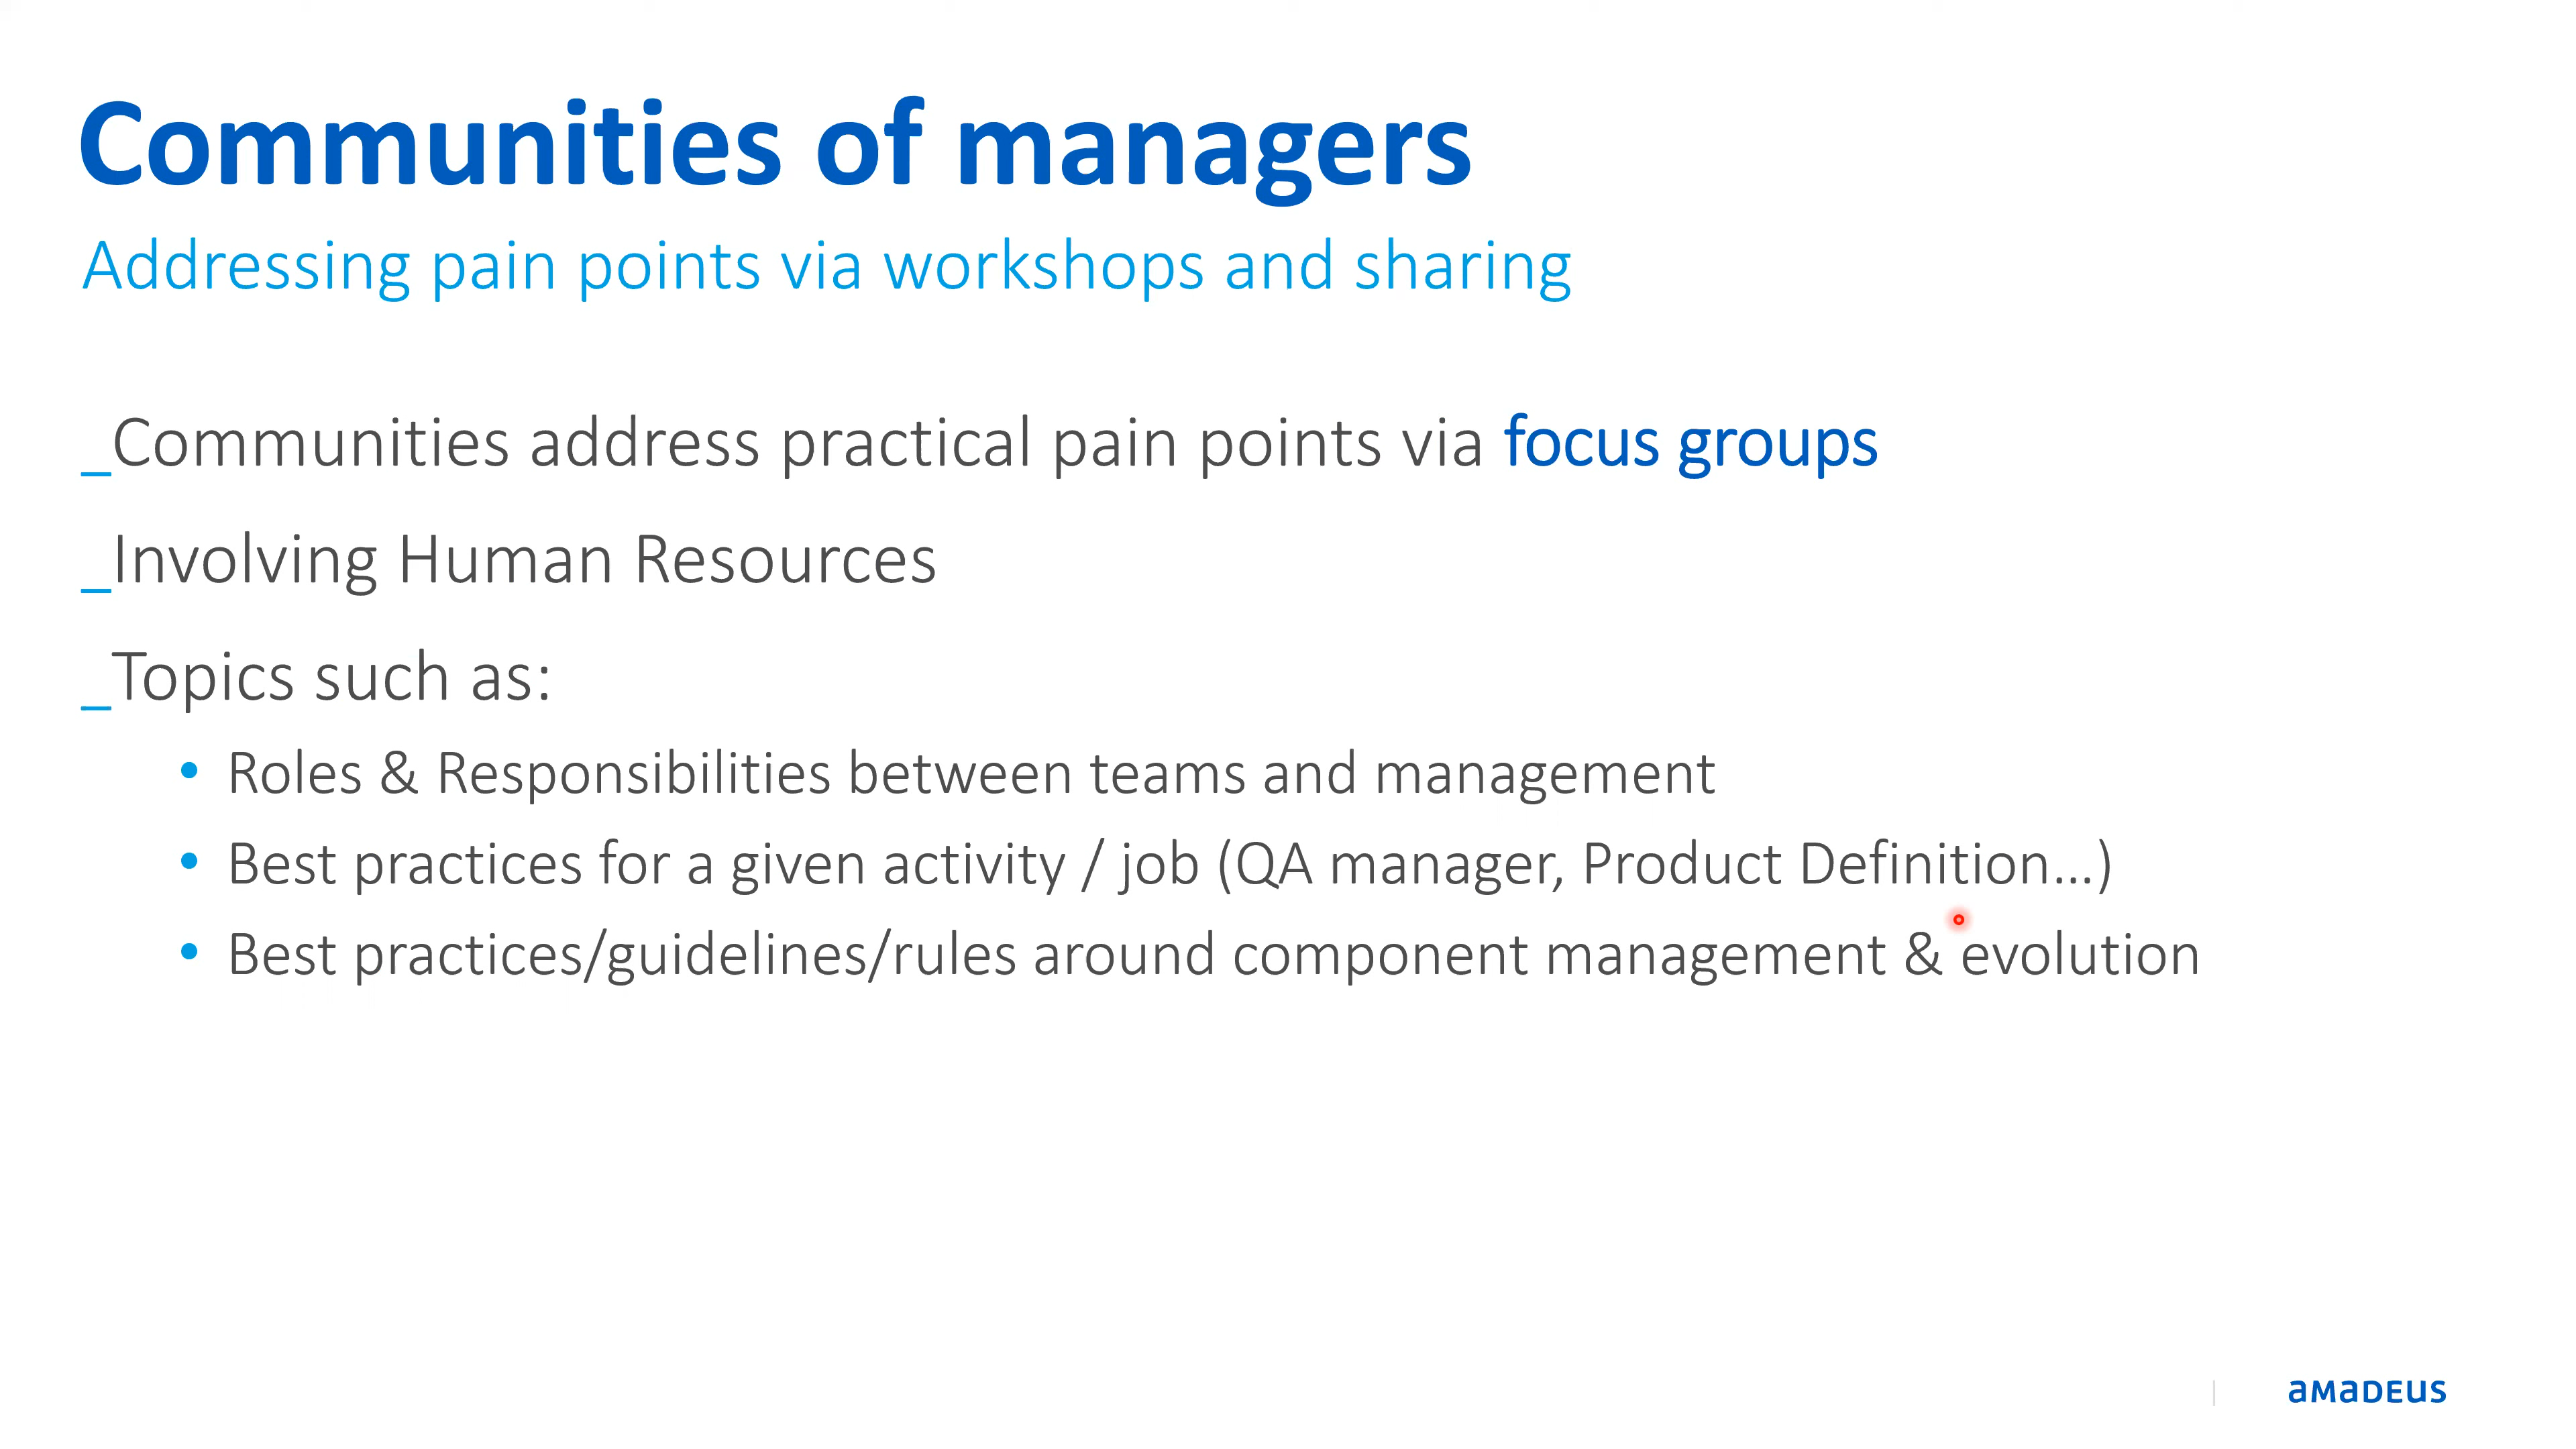 Communities of managers
Addressing pain points via workshops and sharing
_Communities address practical pain points via focus groups
_Involving Human Resources
_Topics such as:
• Roles & Responsibilities between teams and management
• Best practices for a given activity / job (QA manager, Product Definition…)
• Best practices/guidelines/rules around component management & evolution
amadeus